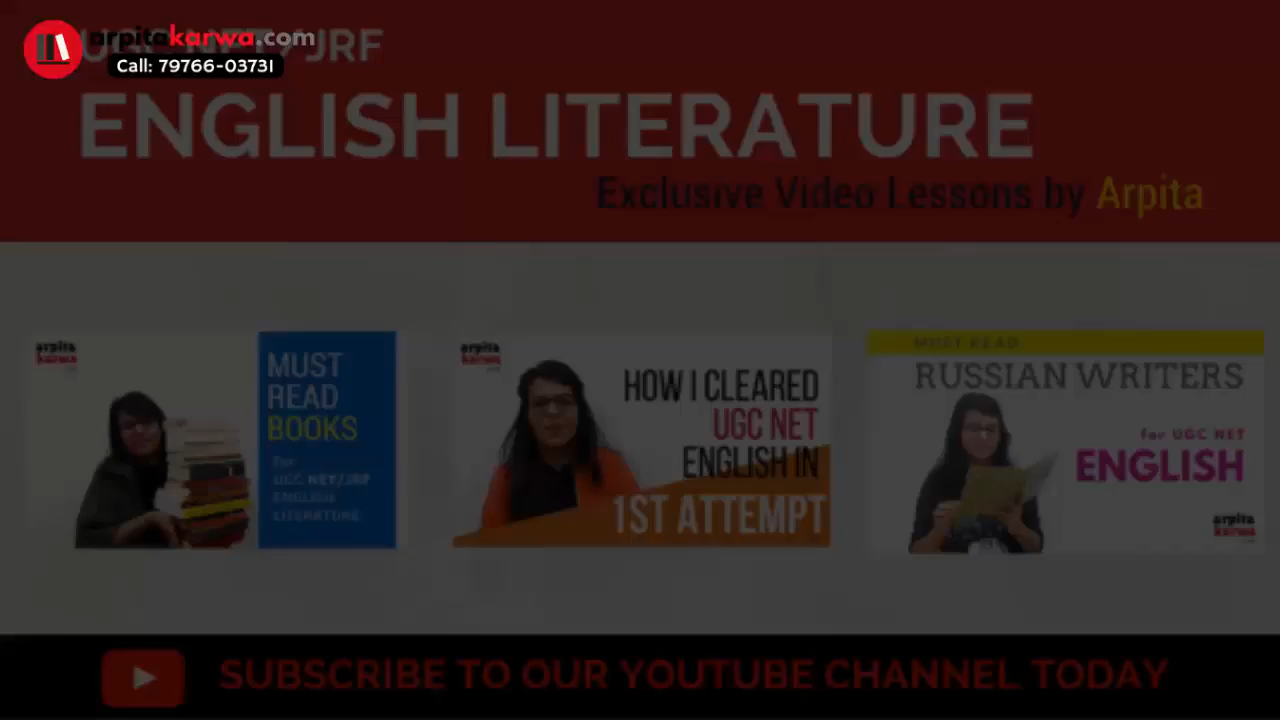 arpitakarwa.com
Call: 79766-03731
UGC NET/JRF
ENGLISH LITERATURE
Exclusive Video Lessons by Arpita
arpita
karwa
MUST
READ
BOOKS
For
UGC NET/JRF
ENGLISH
LITERATURE
arpita
karwa
HOW I CLEARED
UGC NET
ENGLISH IN
1ST ATTEMPT
MUST READ
RUSSIAN WRITERS
for UGC NET
ENGLISH
arpita
karwa
SUBSCRIBE TO OUR YOUTUBE CHANNEL TODAY